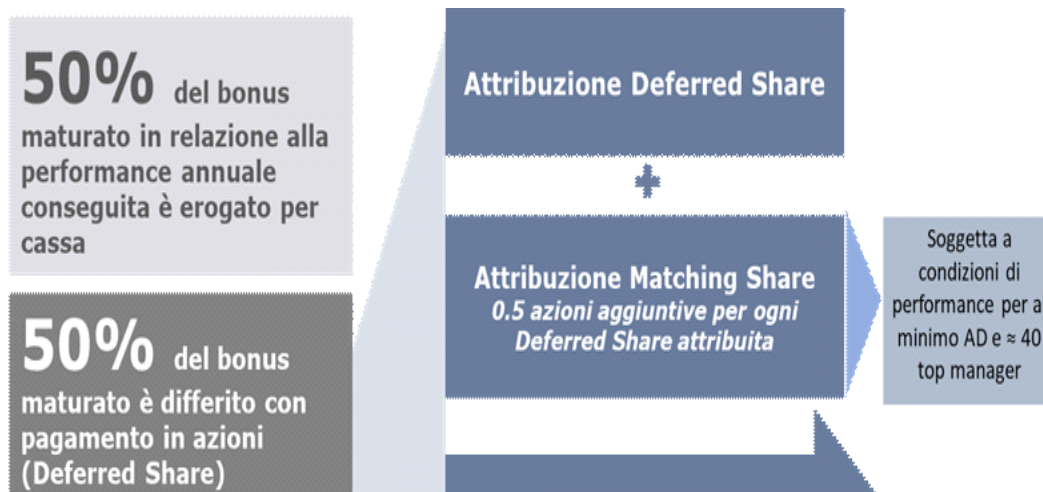 50% del bonus
maturato in relazione alla
performance annuale
conseguita è erogato per
cassa
50% del bonus
maturato è differito con
pagamento in azioni
(Deferred Share)
Attribuzione Deferred Share
+
Attribuzione Matching Share
0.5 azioni aggiuntive per ogni
Deferred Share attribuita
Soggetta a
condizioni di
performance per a
minimo AD e ≈ 40
top manager